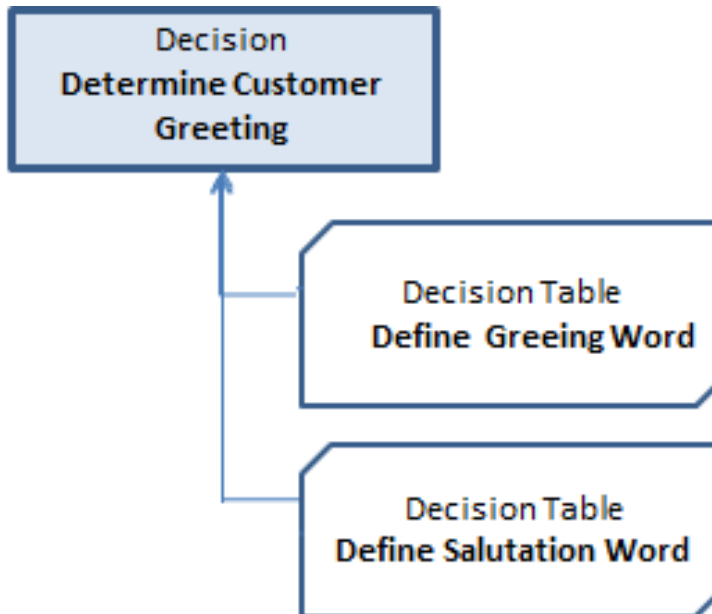 Decision
Determine Customer
Greeting
Decision Table
Define Greeing Word
Decision Table
Define Salutation Word